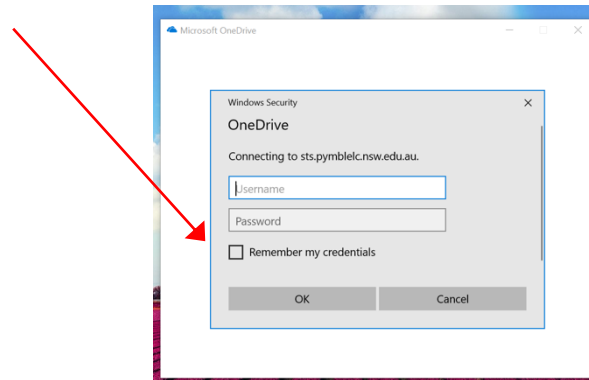 Microsoft OneDrive
Windows Security
OneDrive
Connecting to sts.pymblelc.nsw.edu.au.
Username
Password
Remember my credentials
OK
Cancel